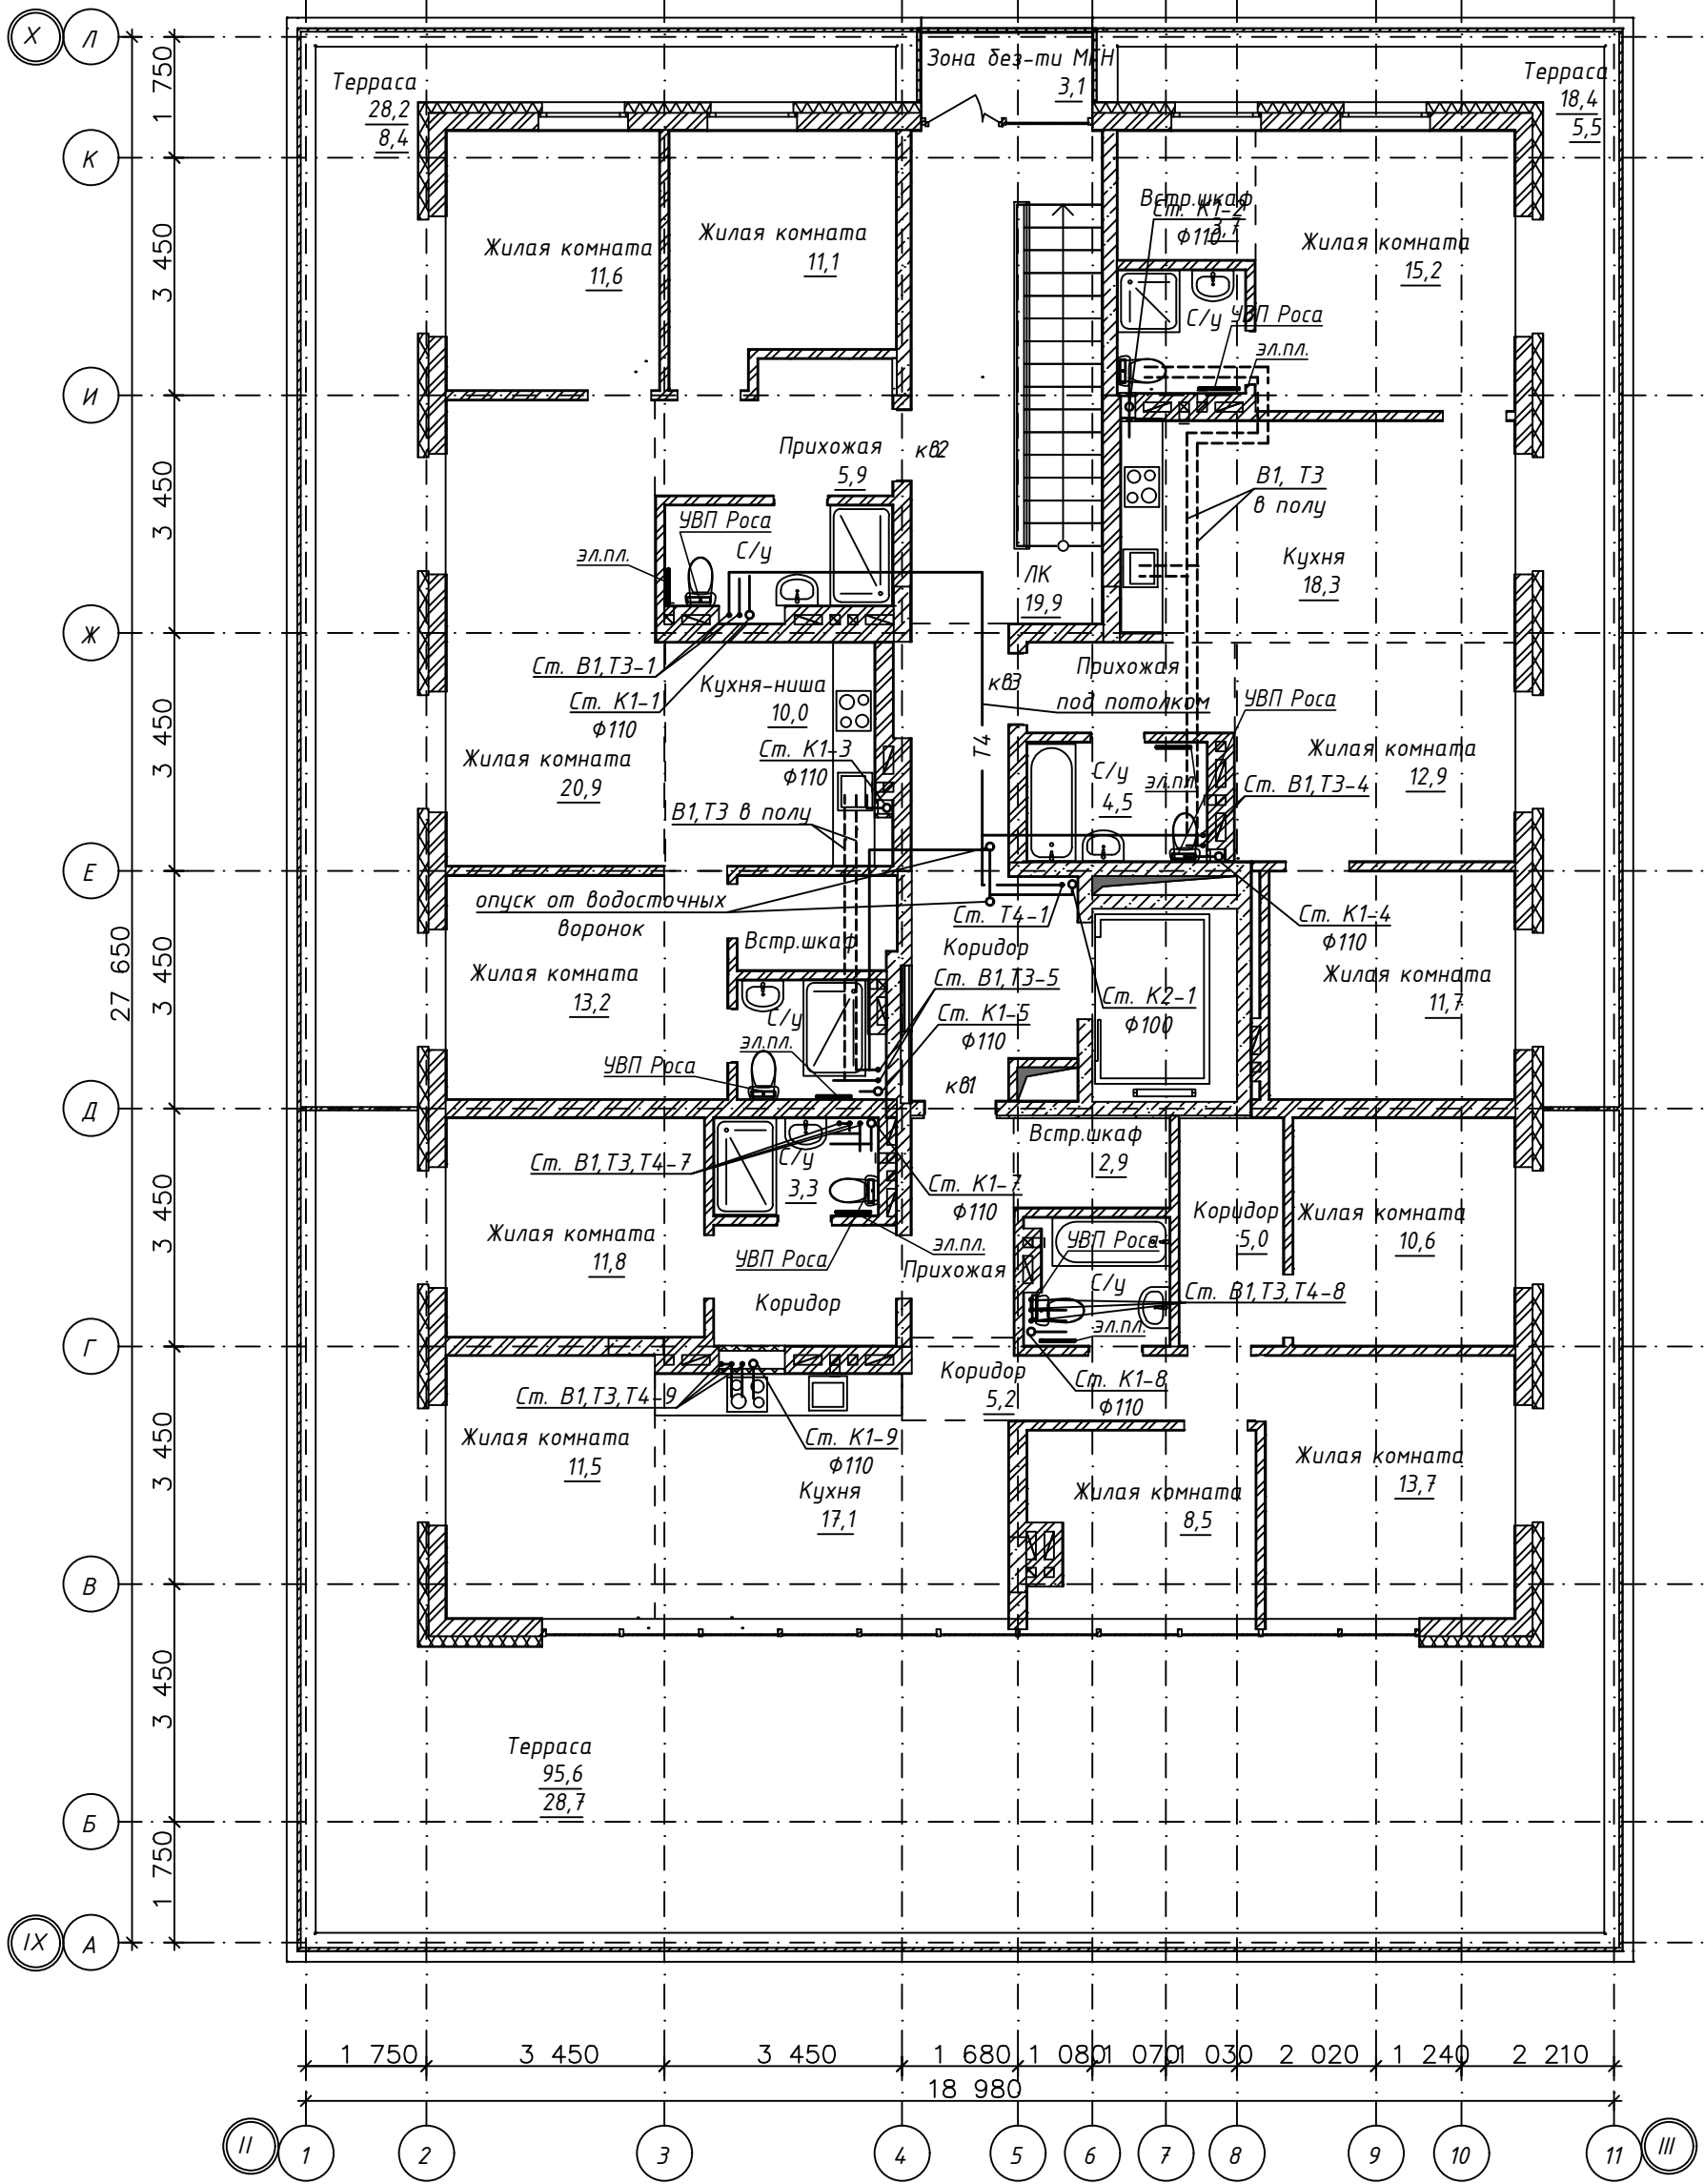 X
Л
Зона без-ти МГН
3,1
Терраса
28,2
8,4
Терраса
18,4
5,5
1 750
К
Встр.шкаф
3,7
Ст. К1-2
Ф110
Жилая комната
11,6
Жилая комната
11,1
Жилая комната
15,2
3 450
С/у
УВП Роса
эл.пл.
И
Прихожая
5,9
кв2
В1, Т3
в полу
3 450
УВП Роса
С/у
эл.пл.
Кухня
18,3
ЛК
19,9
Ж
Ст. В1,Т3-1
Ст. К1-1
Ф110
Кухня-ниша
10,0
Прихожая
кв3
под потолком
УВП Роса
Т4
3 450
Жилая комната
20,9
Ст. К1-3
Ф110
В1,Т3 в полу
С/у
4,5
эл.пл.
Ст. В1,Т3-4
Жилая комната
12,9
Е
опуск от водосточных
воронок
Ст. Т4-1
Ст. К1-4
Ф110
27 650
3 450
Встр.шкаф
Коридор
Жилая комната
13,2
Ст. В1,Т3-5
Ст. К1-5
Ф110
Ст. К2-1
Ф100
Жилая комната
11,7
С/у
эл.пл.
УВП Роса
кв1
Д
Встр.шкаф
2,9
Ст. В1,Т3,Т4-7
С/у
3,3
Ст. К1-7
Ф110
3 450
Жилая комната
11,8
УВП Роса
эл.пл.
Прихожая
УВП Роса
Коридор
5,0
Жилая комната
10,6
Коридор
С/у
Ст. В1,Т3,Т4-8
эл.пл.
Г
Ст. В1,Т3,Т4-9
Коридор
5,2
Ст. К1-8
Ф110
3 450
Жилая комната
11,5
Ст. К1-9
Ф110
Кухня
17,1
Жилая комната
8,5
Жилая комната
13,7
В
3 450
Терраса
95,6
28,7
Б
1 750
IX
А
1 750
3 450
3 450
1 680
1 080
1 070
1 030
2 020
1 240
2 210
18 980
II
1
2
3
4
5
6
7
8
9
10
11
III